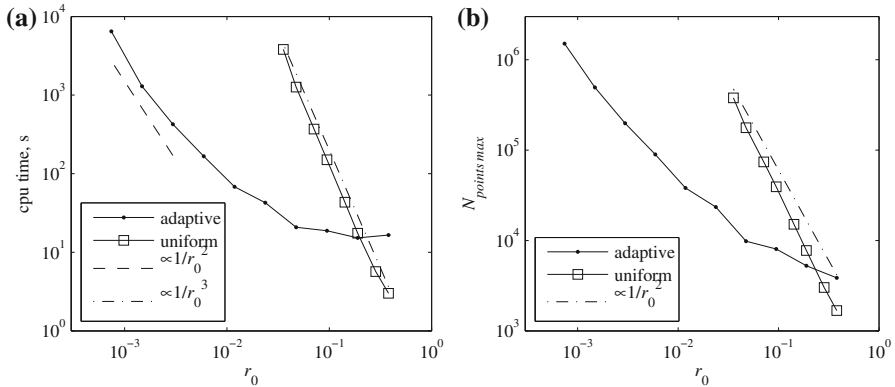 (a)
10^4
10^3
10^2
10^1
10^0
cpu time, s
adaptive
uniform
∝1/r_0^2
∝1/r_0^3
10^-3
10^-2
10^-1
10^0
r_0
(b)
10^6
10^5
10^4
10^3
N_points max
adaptive
uniform
∝1/r_0^2
10^-3
10^-2
10^-1
10^0
r_0